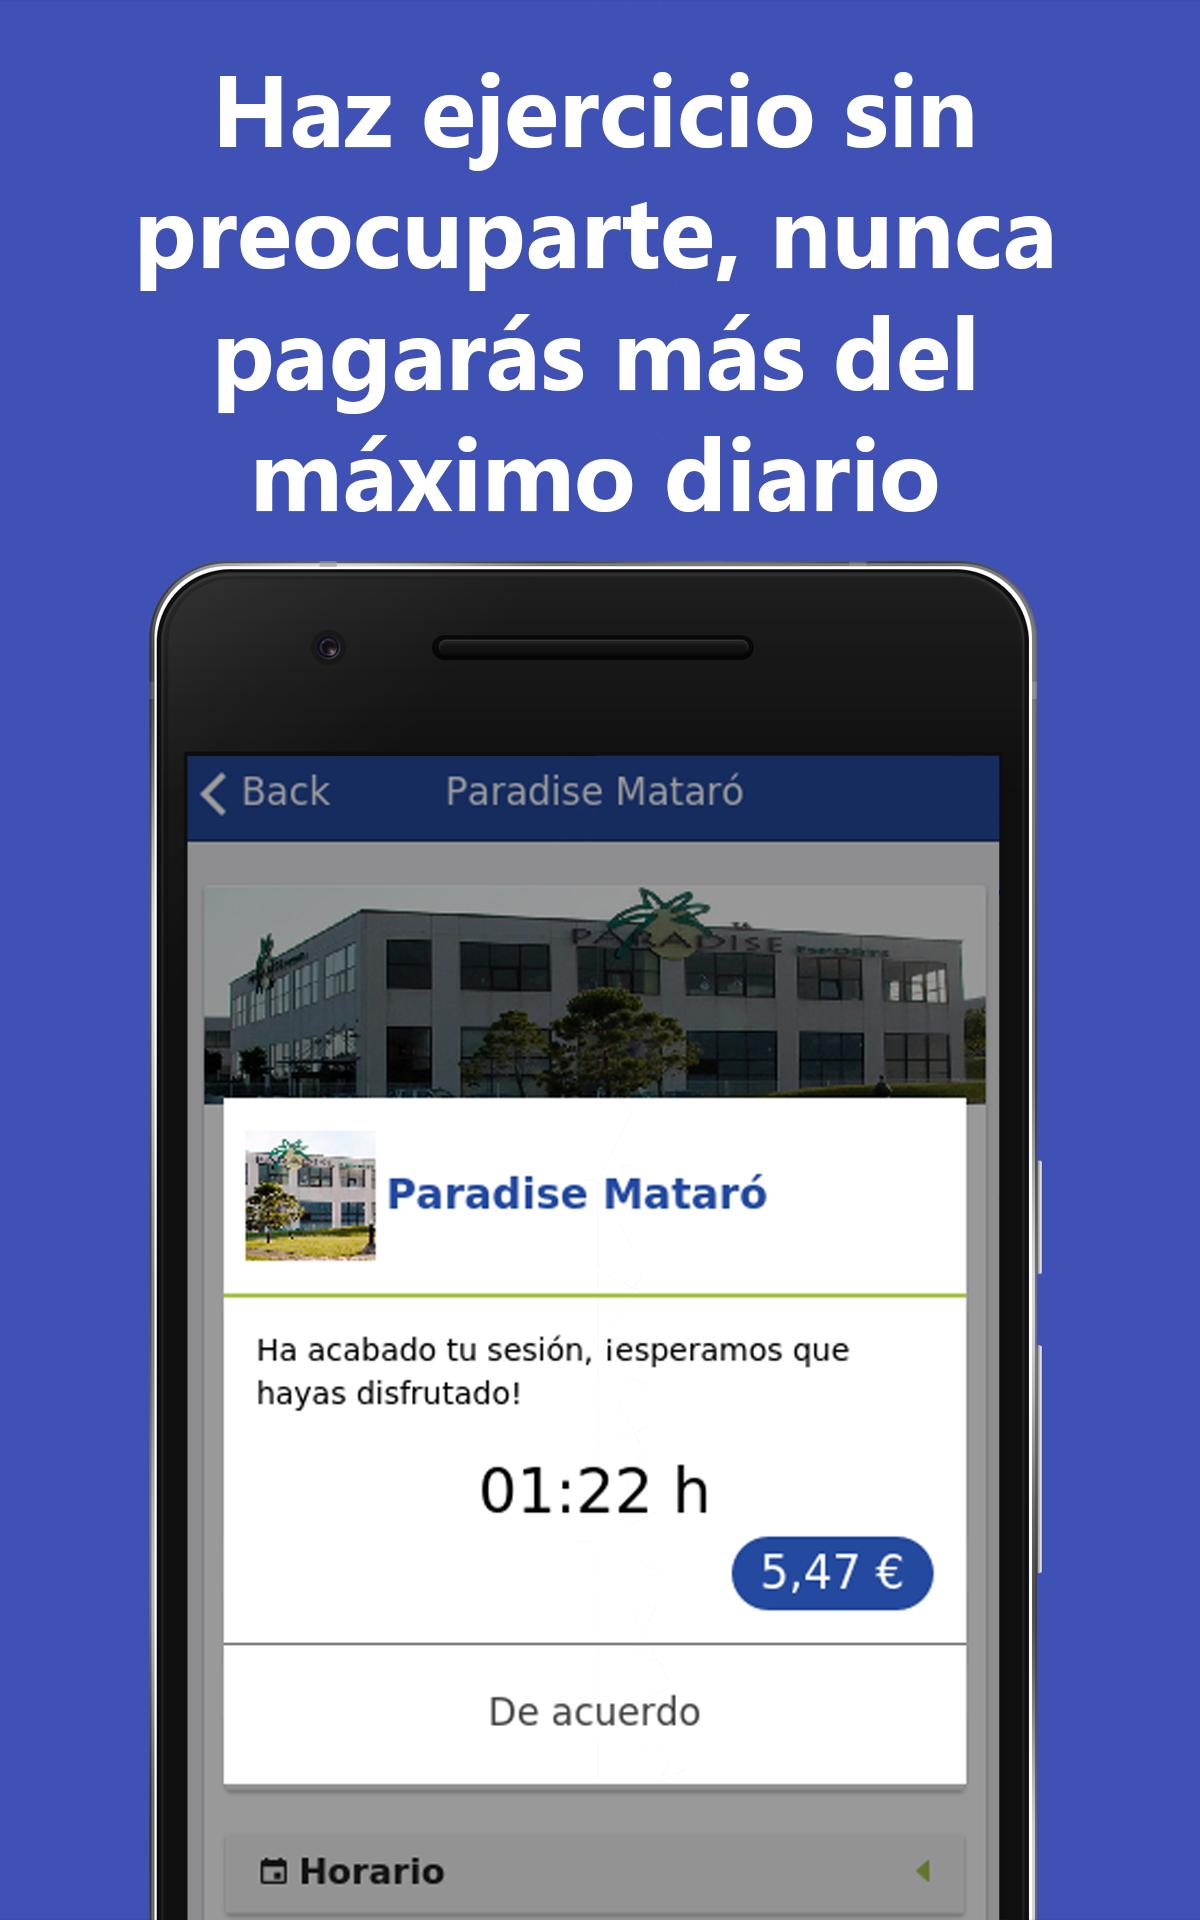 Haz ejercicio sin
preocuparte, nunca
pagarás más del
máximo diario
Back
Paradise Mataró
PARADISE
Paradise Mataró
Ha acabado tu sesión, ¡esperamos que
hayas disfrutado!
01:22 h
5,47 €
De acuerdo
Horario